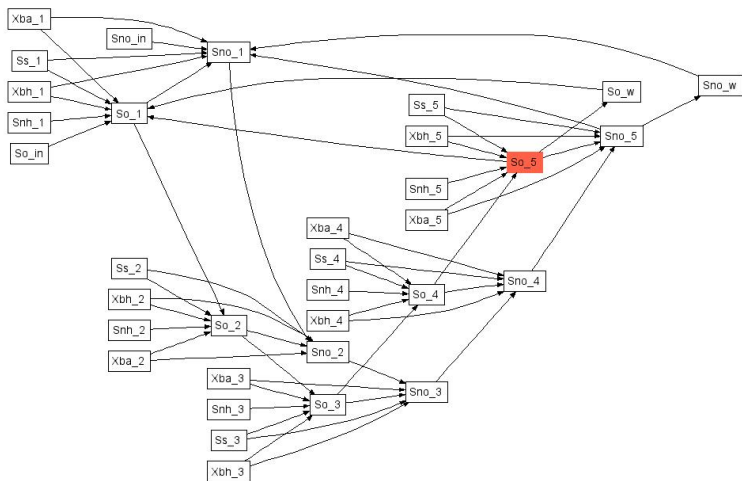 Xba_1
Sno_in
Sno_1
Ss_1
Xbh_1
So_1
Snh_1
So_in
So_w
Sno_w
Ss_5
Xbh_5
Sno_5
So_5
Snh_5
Xba_5
Xba_4
Ss_4
Sno_4
Snh_4
So_4
Xbh_4
Ss_2
Xbh_2
Snh_2
So_2
Xba_2
Sno_2
Xba_3
Sno_3
Snh_3
So_3
Ss_3
Xbh_3